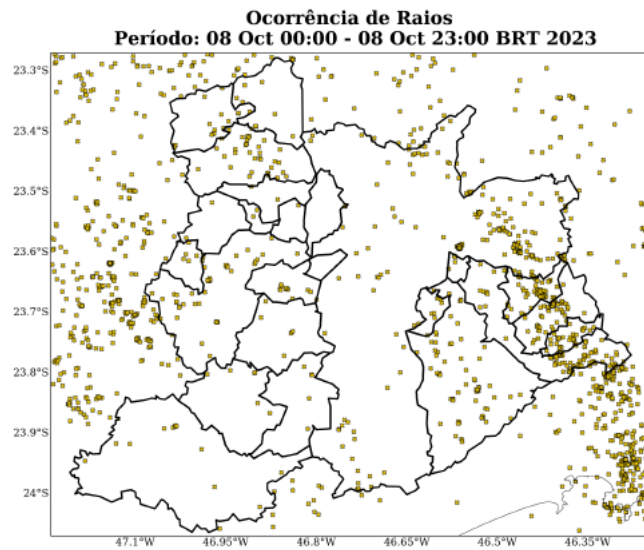 Ocorrência de Raios
Período: 08 Oct 00:00 - 08 Oct 23:00 BRT 2023
23.3°S
23.4°S
23.5°S
23.6°S
23.7°S
23.8°S
23.9°S
24°S
47.1°W 46.95°W 46.8°W 46.65°W 46.5°W 46.35°W